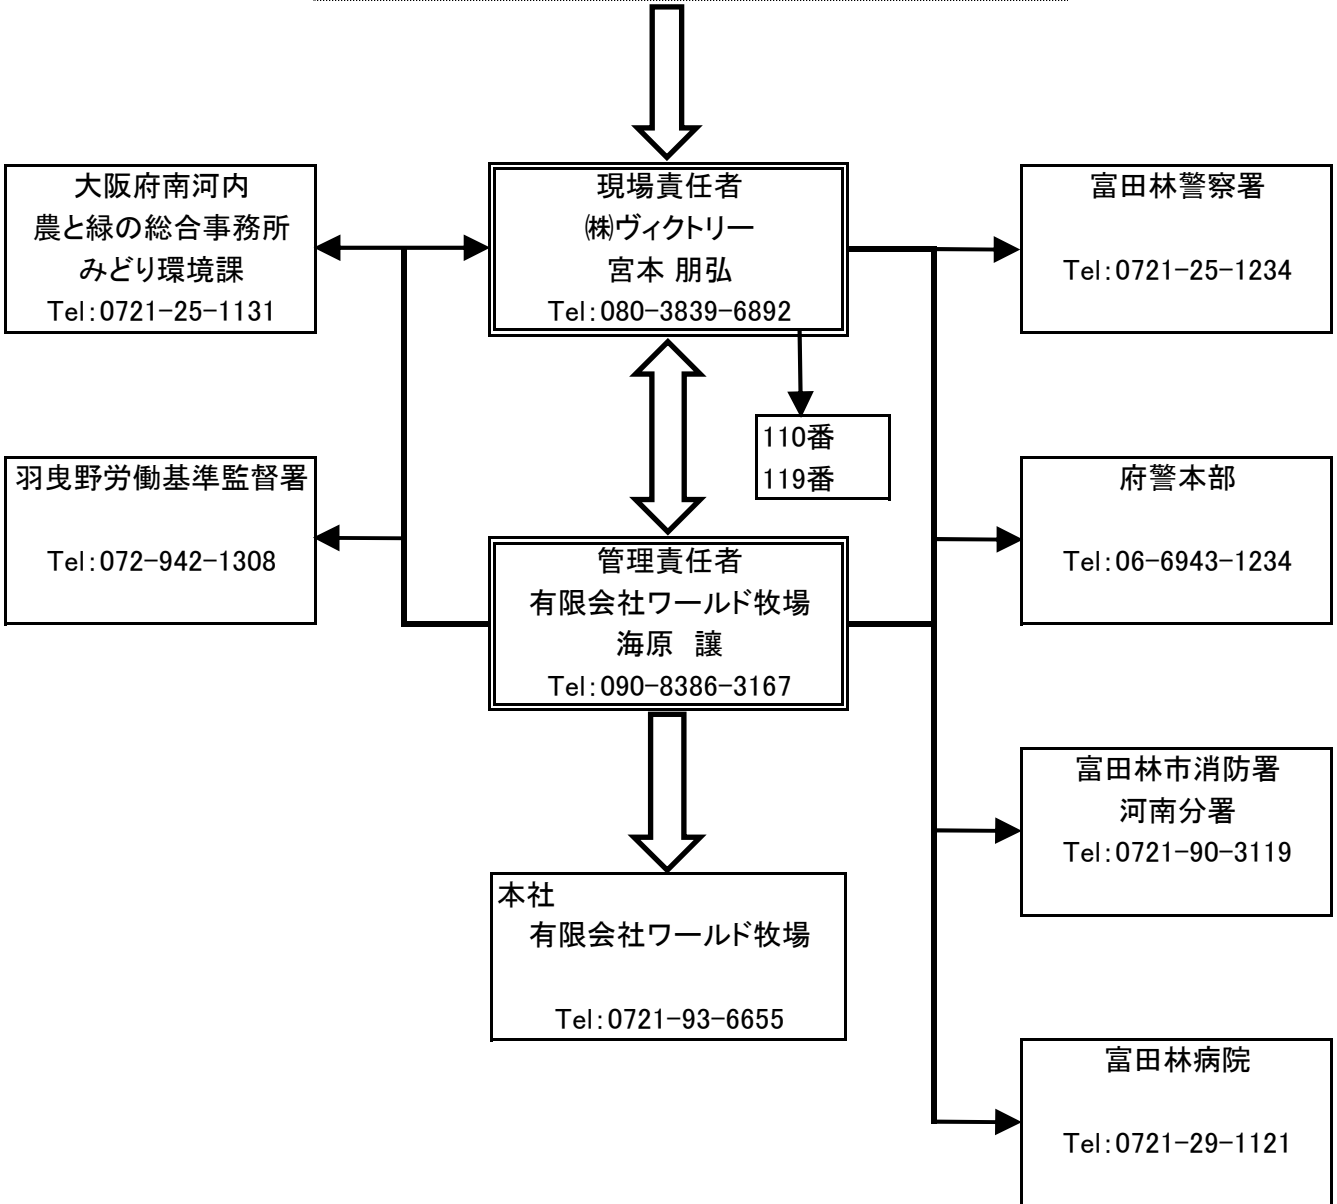 大阪府南河内
農と緑の総合事務所
みどり環境課
Tel:0721-25-1131
現場責任者
㈱ヴィクトリー
宮本 朋弘
Tel:080-3839-6892
富田林警察署
Tel:0721-25-1234
110番
119番
羽曳野労働基準監督署
Tel:072-942-1308
管理責任者
有限会社ワールド牧場
海原　讓
Tel:090-8386-3167
府警本部
Tel:06-6943-1234
富田林市消防署
河南分署
Tel:0721-90-3119
本社
有限会社ワールド牧場
Tel:0721-93-6655
富田林病院
Tel:0721-29-1121